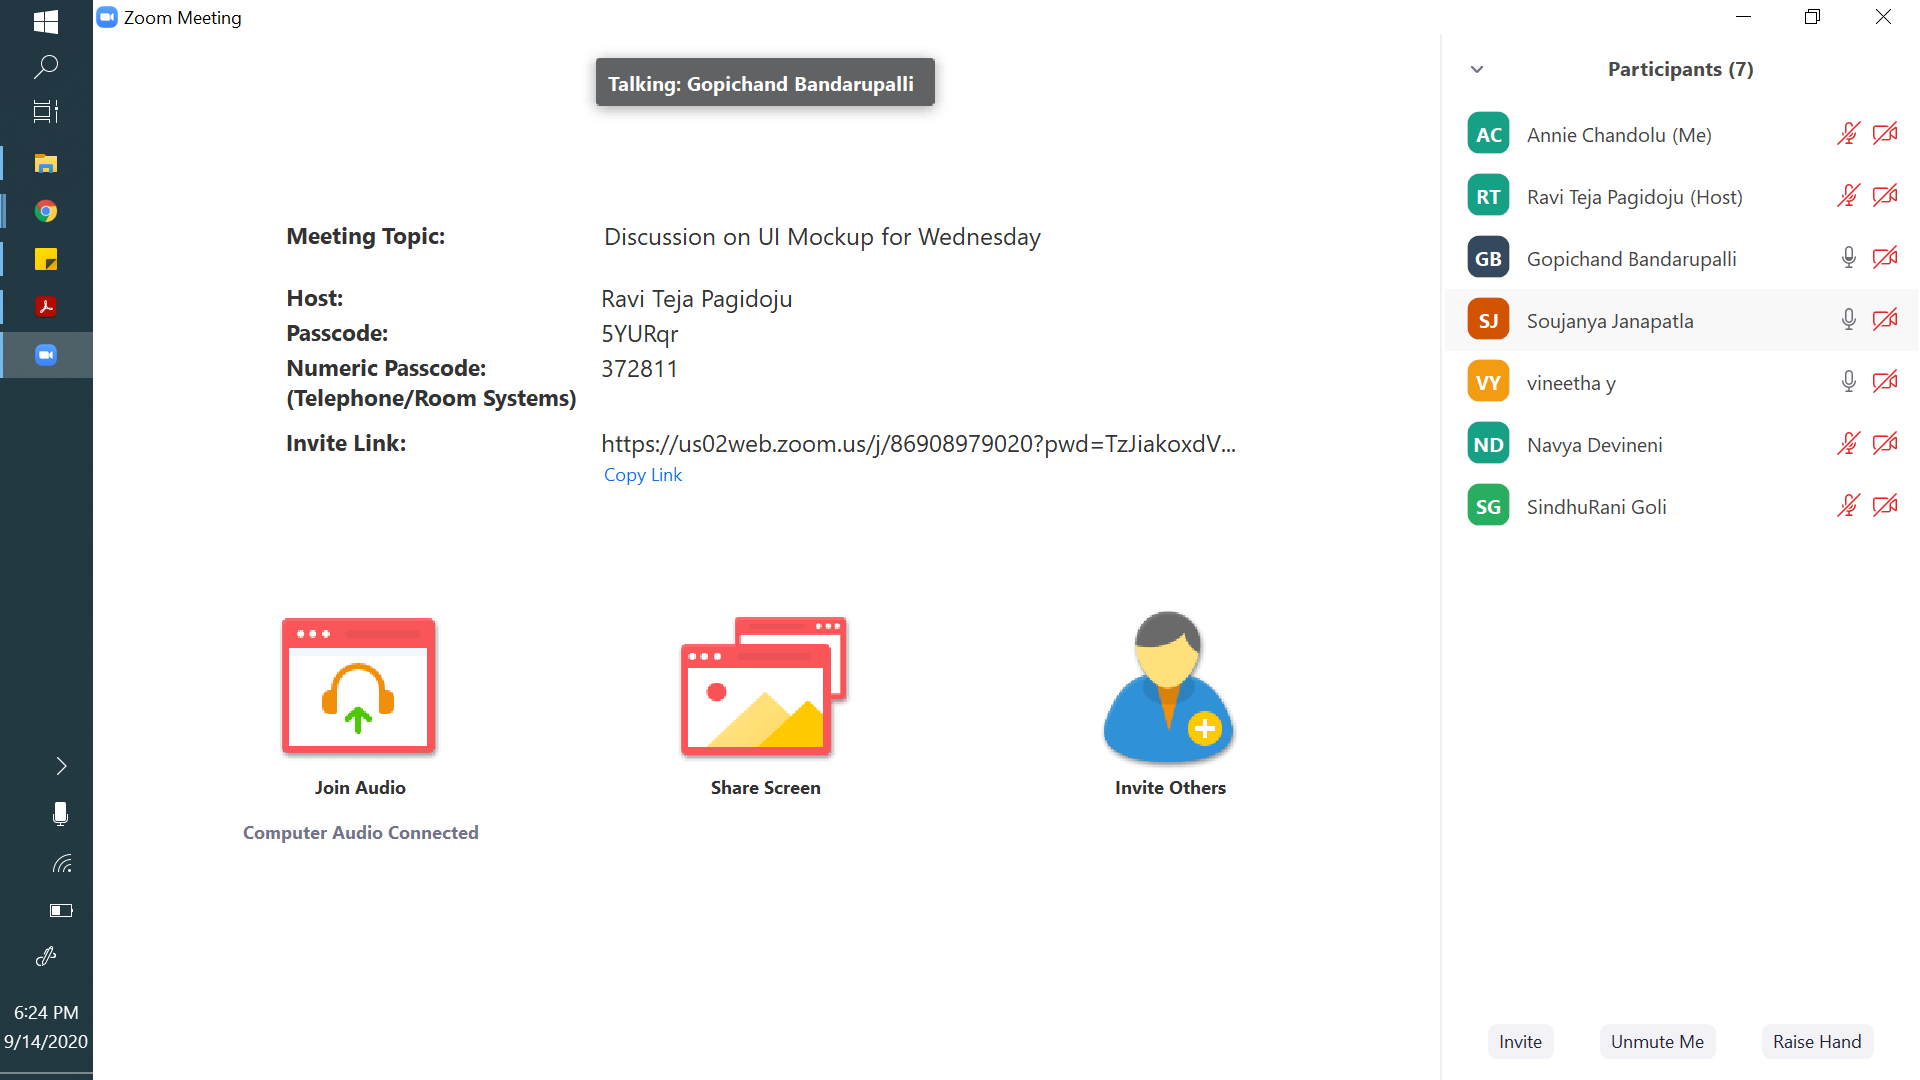 Zoom Meeting
Talking: Gopichand Bandarupalli
Meeting Topic: Discussion on UI Mockup for Wednesday
Host: Ravi Teja Pagidoju
Passcode: 5YURqr
Numeric Passcode: 372811
(Telephone/Room Systems)
Invite Link: https://us02web.zoom.us/j/86908979020?pwd=TzJiakoxdV...
Copy Link
Join Audio
Computer Audio Connected
Share Screen
Invite Others
Participants (7)
AC Annie Chandolu (Me)
RT Ravi Teja Pagidoju (Host)
GB Gopichand Bandarupalli
SJ Soujanya Janapatla
VY vineetha y
ND Navya Devineni
SG SindhuRani Goli
Invite Unmute Me Raise Hand
6:24 PM
9/14/2020